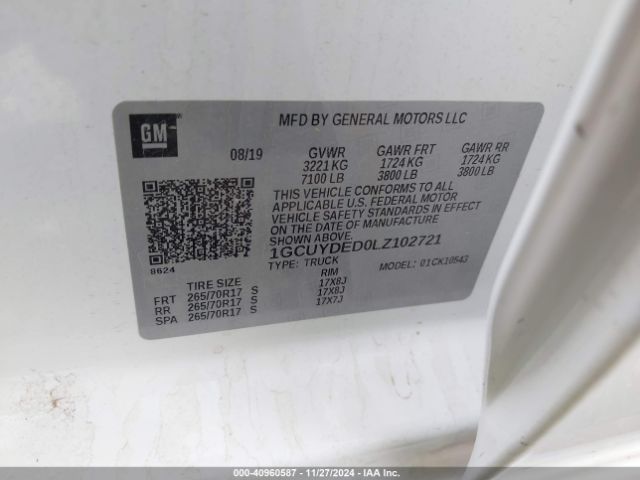 MFD BY GENERAL MOTORS LLC
GM
08/19 GVWR GAWR FRT GAWR RR
3221 KG 1724 KG 1724 KG
7100 LB 3800 LB 3800 LB
THIS VEHICLE CONFORMS TO ALL
APPLICABLE U.S. FEDERAL MOTOR
VEHICLE SAFETY STANDARDS IN EFFECT
ON THE DATE OF MANUFACTURE
SHOWN ABOVE.
1GCUYDED0LZ102721
8624
TYPE: TRUCK MODEL: 01CK10543
TIRE SIZE RIM
FRT 265/70R17 S 17X8J
RR 265/70R17 S 17X8J
SPA 265/70R17 S 17X7J
000-40960587 - 11/27/2024 - IAA Inc.